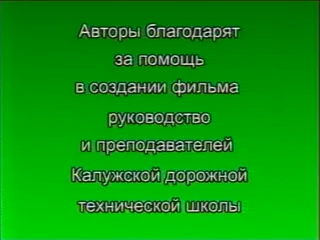 Авторы благодарят
за помощь
в создании фильма
руководство
и преподавателей
Калужской дорожной
технической школы